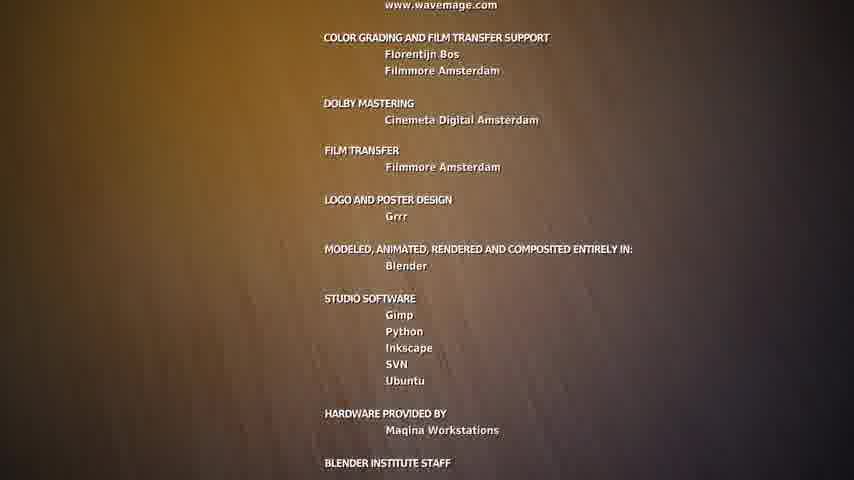 www.wavemage.com
COLOR GRADING AND FILM TRANSFER SUPPORT
Florentijn Bos
Filmmore Amsterdam
DOLBY MASTERING
Cinemeta Digital Amsterdam
FILM TRANSFER
Filmmore Amsterdam
LOGO AND POSTER DESIGN
Grrr
MODELED, ANIMATED, RENDERED AND COMPOSITED ENTIRELY IN:
Blender
STUDIO SOFTWARE
Gimp
Python
Inkscape
SVN
Ubuntu
HARDWARE PROVIDED BY
Maqina Workstations
BLENDER INSTITUTE STAFF